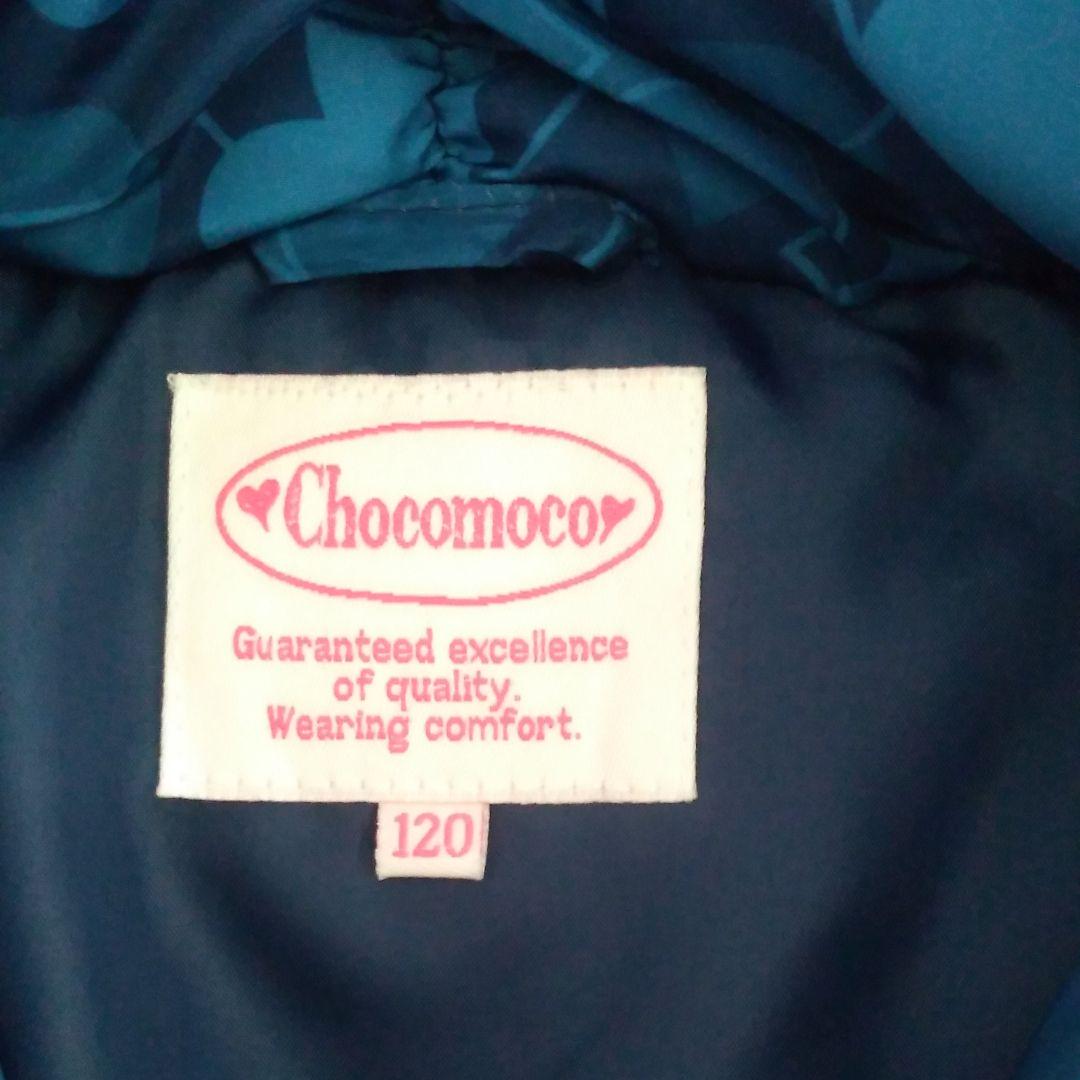 Chocomoco
Guaranteed excellence
of quality.
Wearing comfort.
120